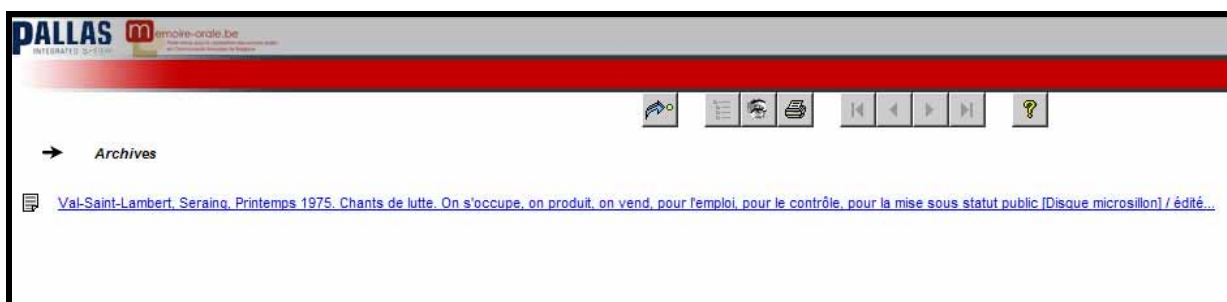 PALLAS
INTEGRATED
memoire-orale.be
?
Archives
Val-Saint-Lambert, Seraing, Printemps 1975. Chants de lutte. On s'occupe, on produit, on vend, pour l'emploi, pour le contrôle, pour la mise sous statut public [Disque microsillon] / édité...